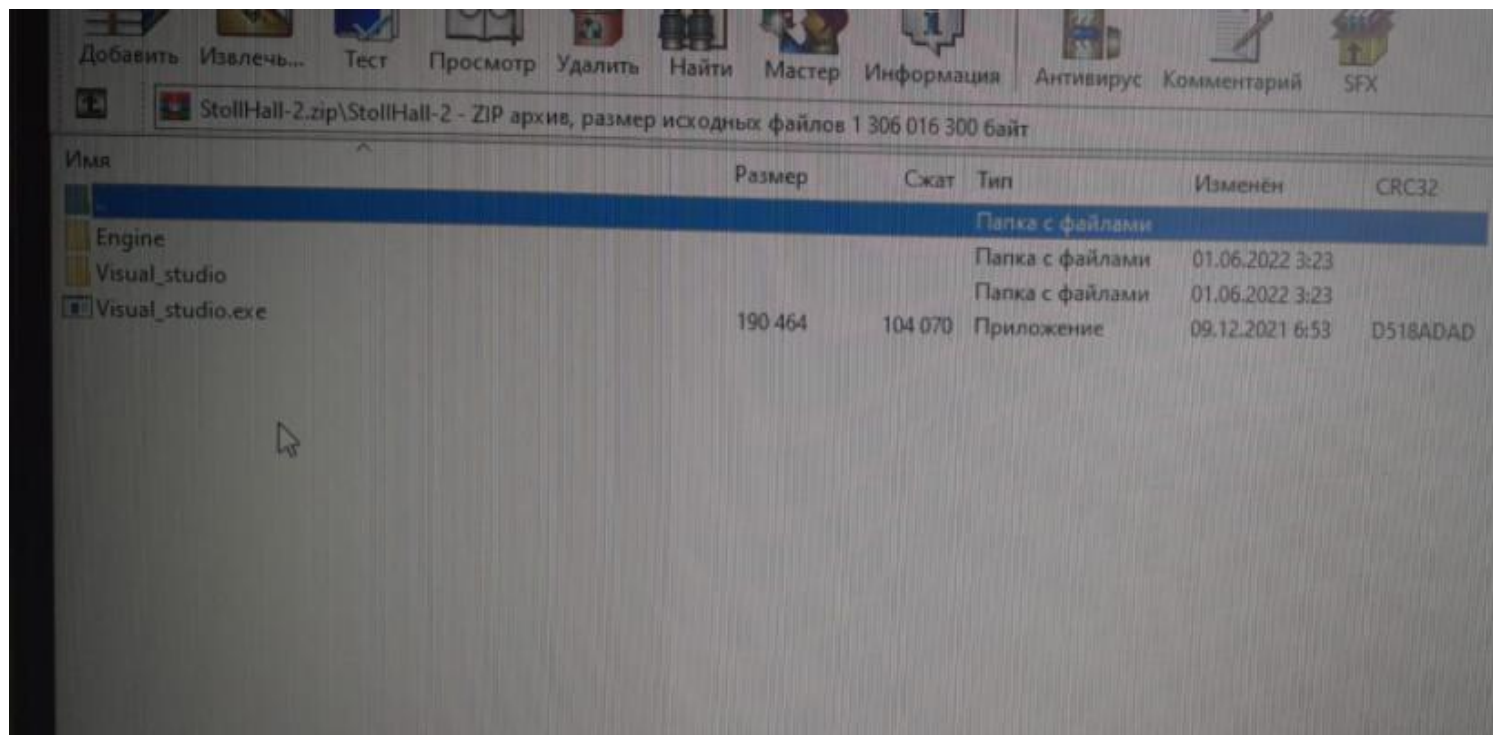 Добавить Извлечь... Тест Просмотр Удалить Найти Мастер Информация Антивирус Комментарий SFX
StollHall-2.zip\StollHall-2 - ZIP архив, размер исходных файлов 1 306 016 300 байт
Имя Размер Сжат Тип Изменён CRC32
.. Папка с файлами
Engine Папка с файлами 01.06.2022 3:23
Visual_studio Папка с файлами 01.06.2022 3:23
Visual_studio.exe 190 464 104 070 Приложение 09.12.2021 6:53 D518ADAD